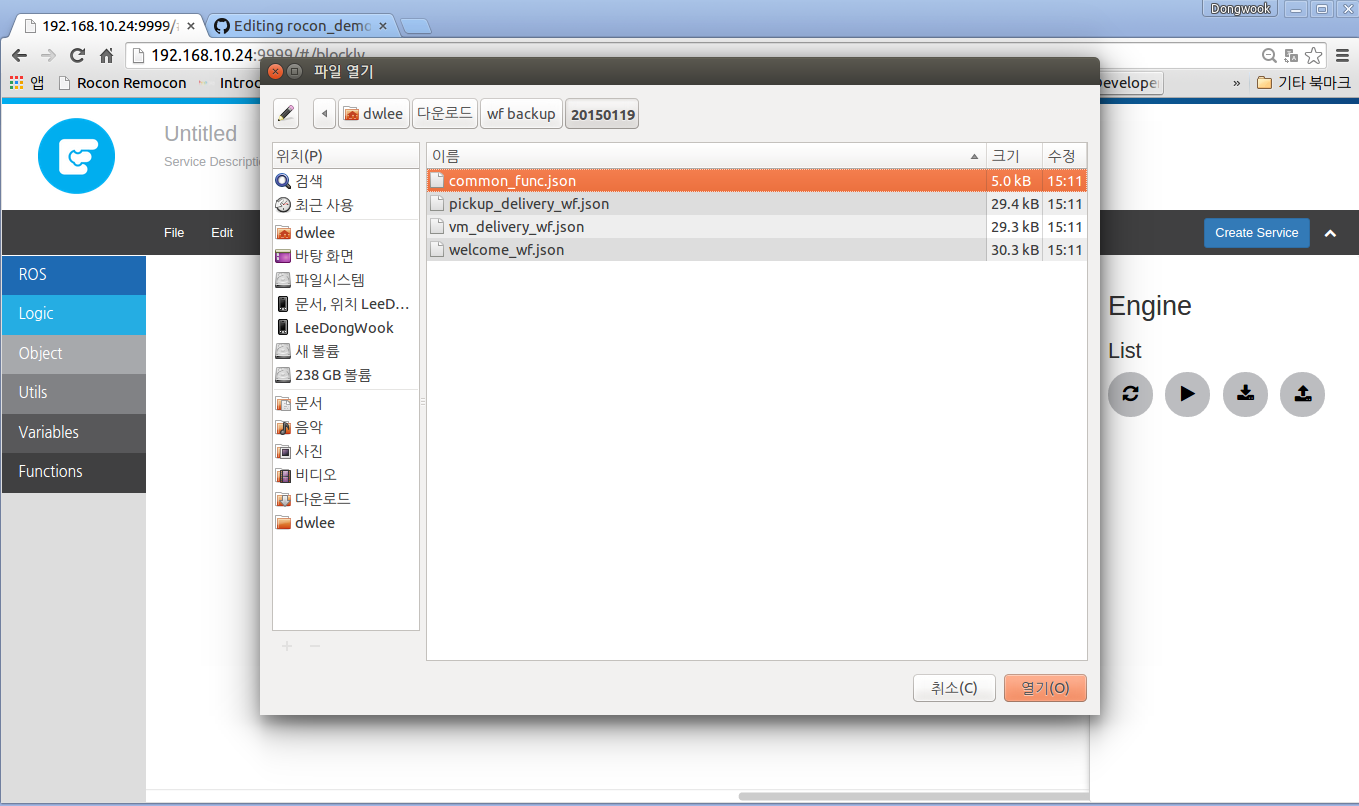 Dongwook
192.168.10.24:9999/#
Editing rocon_demo
192.168.10.24:9999/#/blockly
앱
Rocon Remocon
Introd
Develope
»
기타 북마크
파일 열기
dwlee
다운로드
wf backup
20150119
위치(P)
이름
크기
수정
검색
최근 사용
dwlee
바탕 화면
파일시스템
문서, 위치 LeeD...
LeeDongWook
새 볼륨
238 GB 볼륨
문서
음악
사진
비디오
다운로드
dwlee
common_func.json 5.0 kB 15:11
pickup_delivery_wf.json 29.4 kB 15:11
vm_delivery_wf.json 29.3 kB 15:11
welcome_wf.json 30.3 kB 15:11
취소(C)
열기(O)
Untitled
Service Descripti
File
Edit
Create Service
ROS
Logic
Object
Utils
Variables
Functions
Engine
List